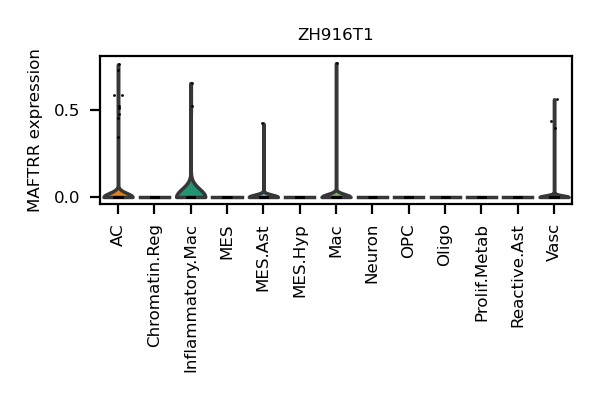 ZH916T1
MAFTRR expression
0.5
0.0
AC
Chromatin.Reg
Inflammatory.Mac
MES
MES.Ast
MES.Hyp
Mac
Neuron
OPC
Oligo
Prolif.Metab
Reactive.Ast
Vasc